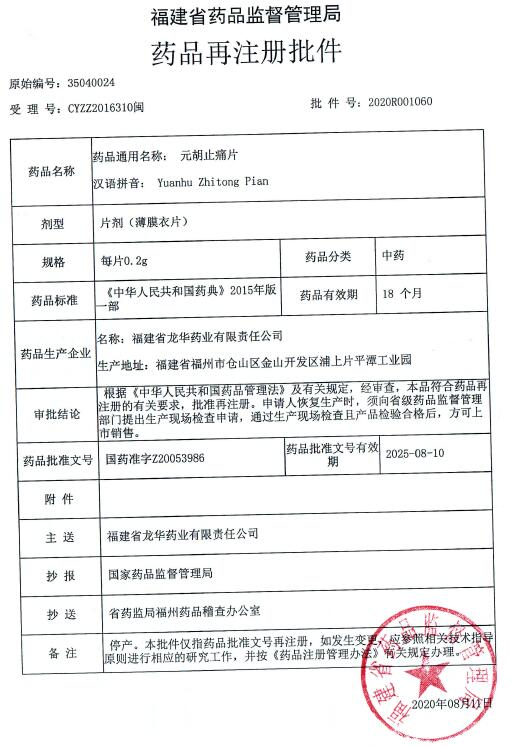 福建省药品监督管理局
药品再注册批件
原始编号：35040024
受 理 号：CYZZ2016310闽
批 件 号：2020R001060
药品名称
药品通用名称： 元胡止痛片
汉语拼音： Yuanhu Zhitong Pian
剂型
片剂（薄膜衣片）
规格
每片0.2g
药品分类
中药
药品标准
《中华人民共和国药典》2015年版
一部
药品有效期
18 个月
药品生产企业
名称：福建省龙华药业有限责任公司
生产地址：福建省福州市仓山区金山开发区浦上片平潭工业园
审批结论
根据《中华人民共和国药品管理法》及有关规定，经审查，本品符合药品再
注册的有关要求，批准再注册。申请人恢复生产时，须向省级药品监督管理
部门提出生产现场检查申请，通过生产现场检查且产品检验合格后，方可上
市销售。
药品批准文号
国药准字Z20053986
药品批准文号有效
期
2025-08-10
附 件
主 送
福建省龙华药业有限责任公司
抄 报
国家药品监督管理局
抄 送
省药监局福州药品稽查办公室
备 注
停产。本批件仅指药品批准文号再注册，如发生变更，应参照相关技术指导
原则进行相应的研究工作，并按《药品注册管理办法》有关规定办理。
福建省药品监督管理局
2020年08月11日